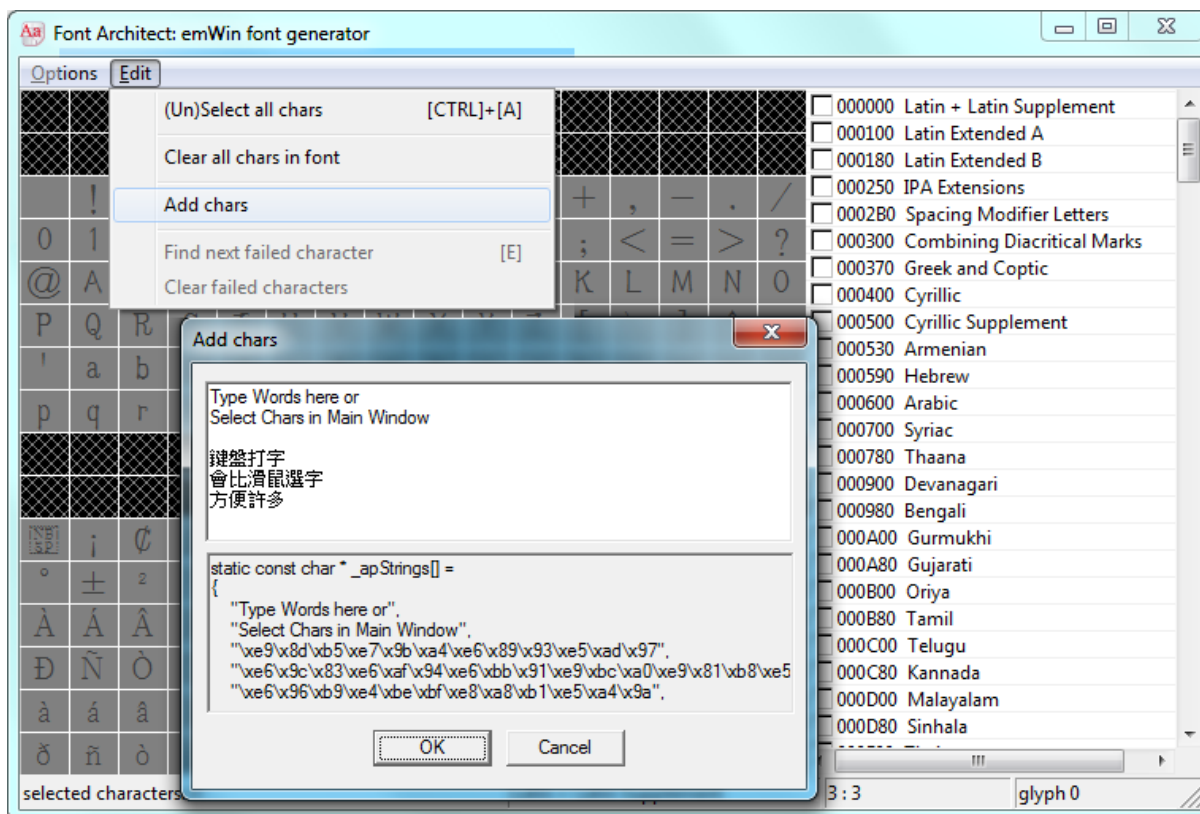 Font Architect: emWin font generator
Options Edit
(Un)Select all chars [CTRL]+[A]
Clear all chars in font
Add chars
Find next failed character [E]
Clear failed characters
! + , — . /
0 1 ; < = > ?
@ A K L M N O
P Q R
' a b
p q r
NB SP ¡ ₵
° ± ²
À Á Â
Ð Ñ Ò
à á â
ð ñ ò
Add chars
Type Words here or
Select Chars in Main Window
鍵盤打字
會比滑鼠選字
方便許多
static const char * _apStrings[] =
{
"Type Words here or",
"Select Chars in Main Window",
"\xe9\x8d\xb5\xe7\x9b\xa4\xe6\x89\x93\xe5\xad\x97",
"\xe6\x9c\x83\xe6\xaf\x94\xe6\xbb\x91\xe9\xbc\xa0\xe9\x81\xb8\xe5
"\xe6\x96\xb9\xe4\xbe\xbf\xe8\xa8\xb1\xe5\xa4\x9a",
OK Cancel
000000 Latin + Latin Supplement
000100 Latin Extended A
000180 Latin Extended B
000250 IPA Extensions
0002B0 Spacing Modifier Letters
000300 Combining Diacritical Marks
000370 Greek and Coptic
000400 Cyrillic
000500 Cyrillic Supplement
000530 Armenian
000590 Hebrew
000600 Arabic
000700 Syriac
000780 Thaana
000900 Devanagari
000980 Bengali
000A00 Gurmukhi
000A80 Gujarati
000B00 Oriya
000B80 Tamil
000C00 Telugu
000C80 Kannada
000D00 Malayalam
000D80 Sinhala
selected characters 3 : 3 glyph 0